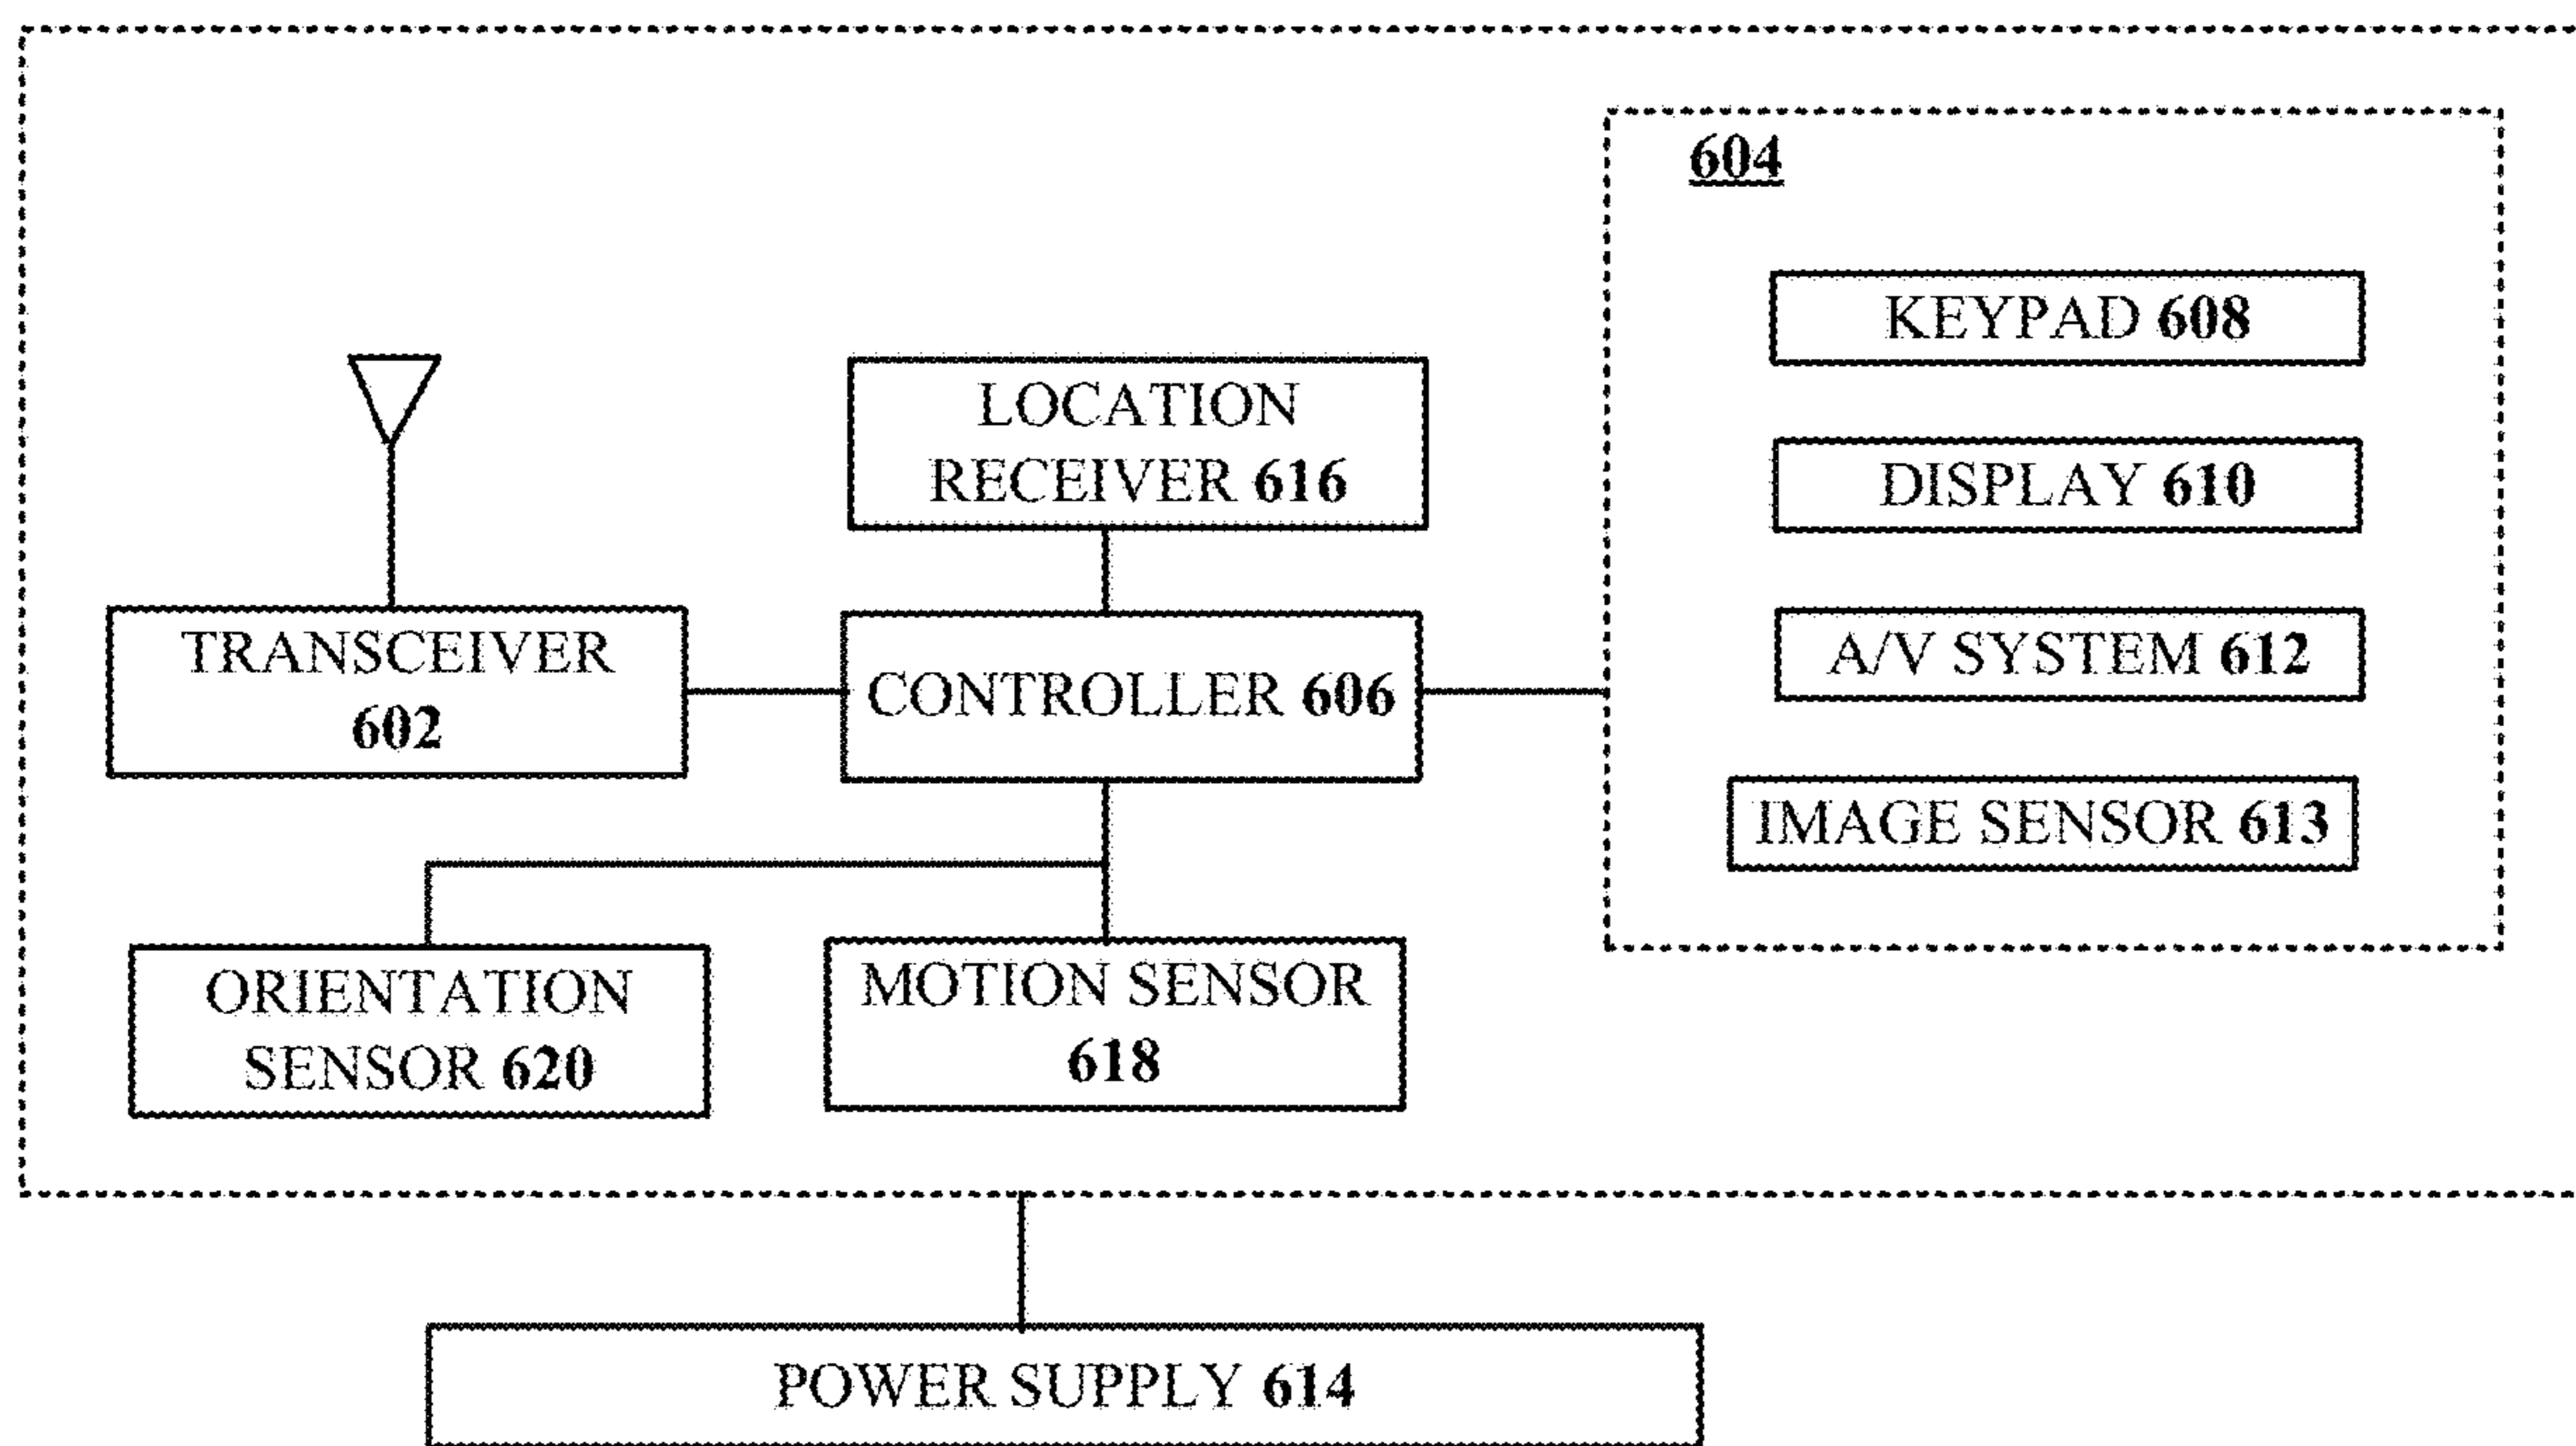 604
KEYPAD 608
DISPLAY 610
A/V SYSTEM 612
IMAGE SENSOR 613
LOCATION
RECEIVER 616
TRANSCEIVER
602
CONTROLLER 606
ORIENTATION
SENSOR 620
MOTION SENSOR
618
POWER SUPPLY 614